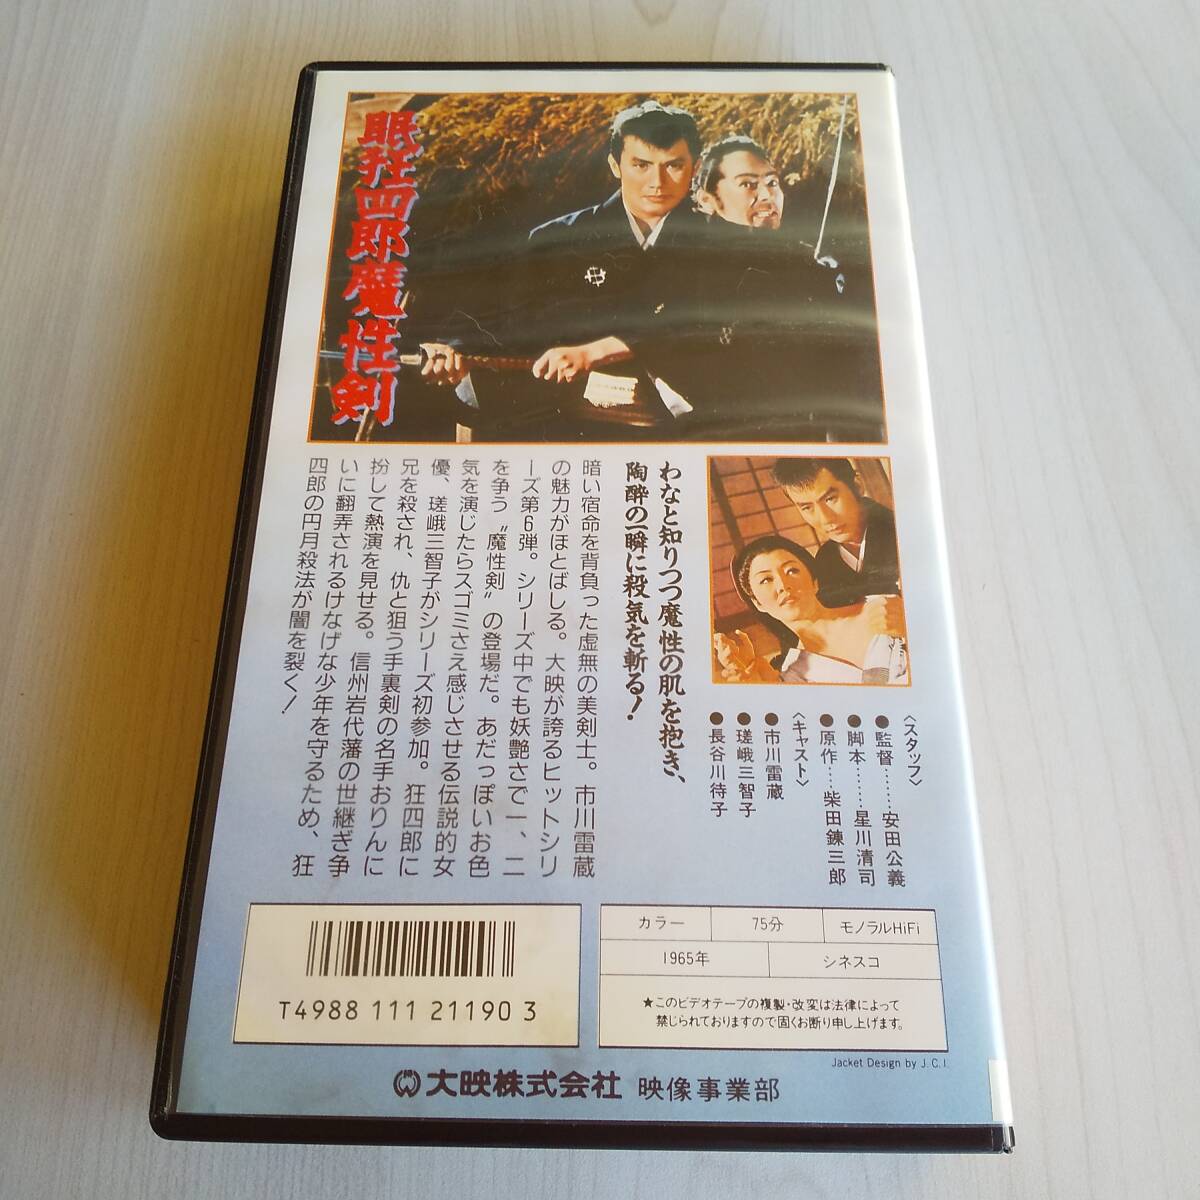 眠狂四郎魔性剣
わなと知りつつ魔性の肌を抱き、
陶酔の一瞬に殺気を斬る！
暗い宿命を背負った虚無の美剣士。市川雷蔵
の魅力がほとばしる。大映が誇るヒットシリ
ーズ第6弾。シリーズ中でも妖艶さで一、二
を争う〝魔性剣〟の登場だ。あだっぽいお色
気を演じたらスゴミさえ感じさせる伝説的女
優、瑳峨三智子がシリーズ初参加。狂四郎に
兄を殺され、仇と狙う手裏剣の名手おりんに
扮して熱演を見せる。信州岩代藩の世継ぎ争
いに翻弄されるけなげな少年を守るため、狂
四郎の円月殺法が闇を裂く！
〈スタッフ〉
●監督………安田公義
●脚本………星川清司
●原作……柴田錬三郎
〈キャスト〉
●市川雷蔵
●瑳峨三智子
●長谷川待子
カラー 75分 モノラルHiFi
1965年 シネスコ
★このビデオテープの複製・改変は法律によって
禁じられておりますので固くお断り申し上げます。
T4988 111 21190 3
Jacket Design by J.C.I.
大映株式会社 映像事業部